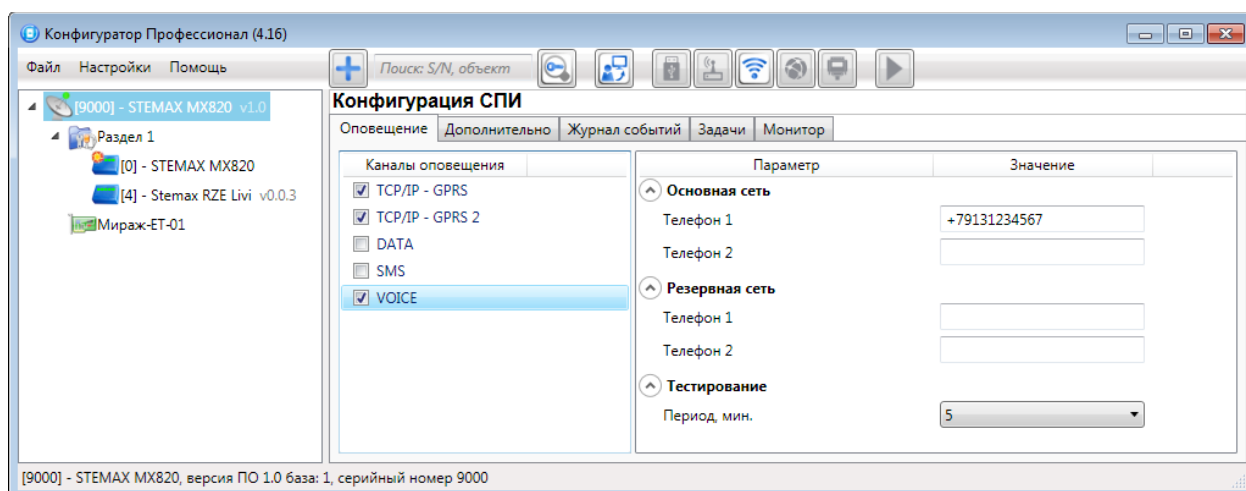 Конфигуратор Профессионал (4.16)
Файл Настройки Помощь
Поиск: S/N, объект
[9000] - STEMAX MX820 v1.0
Раздел 1
[0] - STEMAX MX820
[4] - Stemax RZE Livi v0.0.3
Мираж-ET-01
Конфигурация СПИ
Оповещение Дополнительно Журнал событий Задачи Монитор
Каналы оповещения
TCP/IP - GPRS
TCP/IP - GPRS 2
DATA
SMS
VOICE
Параметр Значение
Основная сеть
Телефон 1 +79131234567
Телефон 2
Резервная сеть
Телефон 1
Телефон 2
Тестирование
Период, мин. 5
[9000] - STEMAX MX820, версия ПО 1.0 база: 1, серийный номер 9000